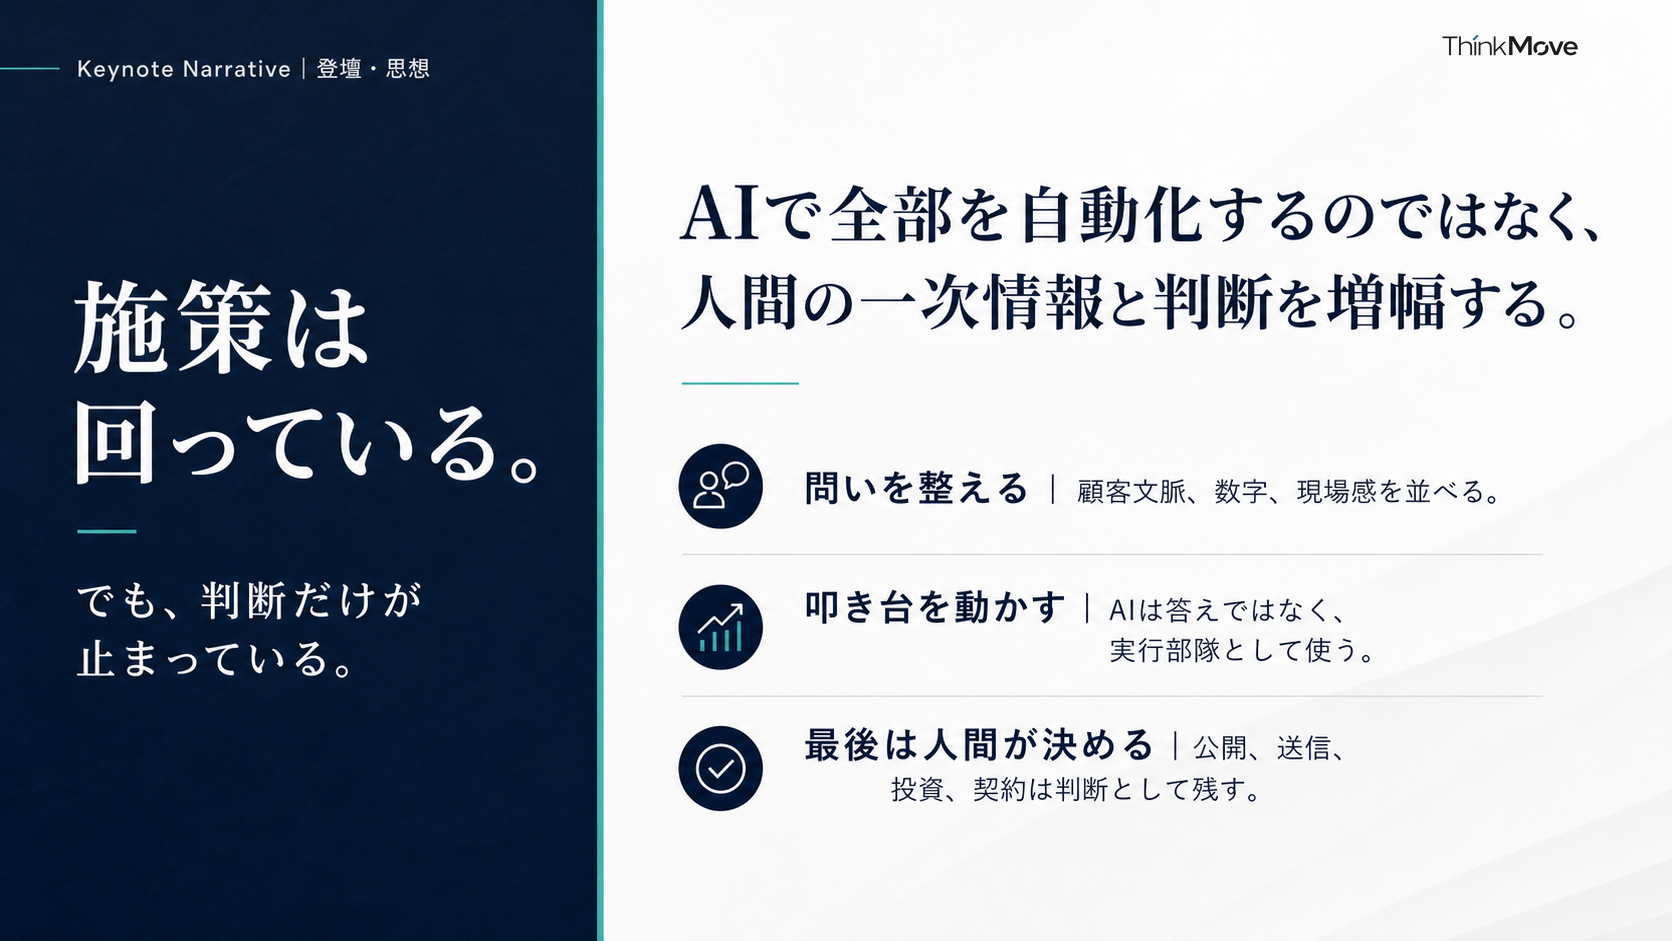 Keynote Narrative｜登壇・思想
施策は
回っている。
でも、判断だけが
止まっている。
ThinkMove
AIで全部を自動化するのではなく、
人間の一次情報と判断を増幅する。
問いを整える｜顧客文脈、数字、現場感を並べる。
叩き台を動かす｜AIは答えではなく、
実行部隊として使う。
最後は人間が決める｜公開、送信、
投資、契約は判断として残す。